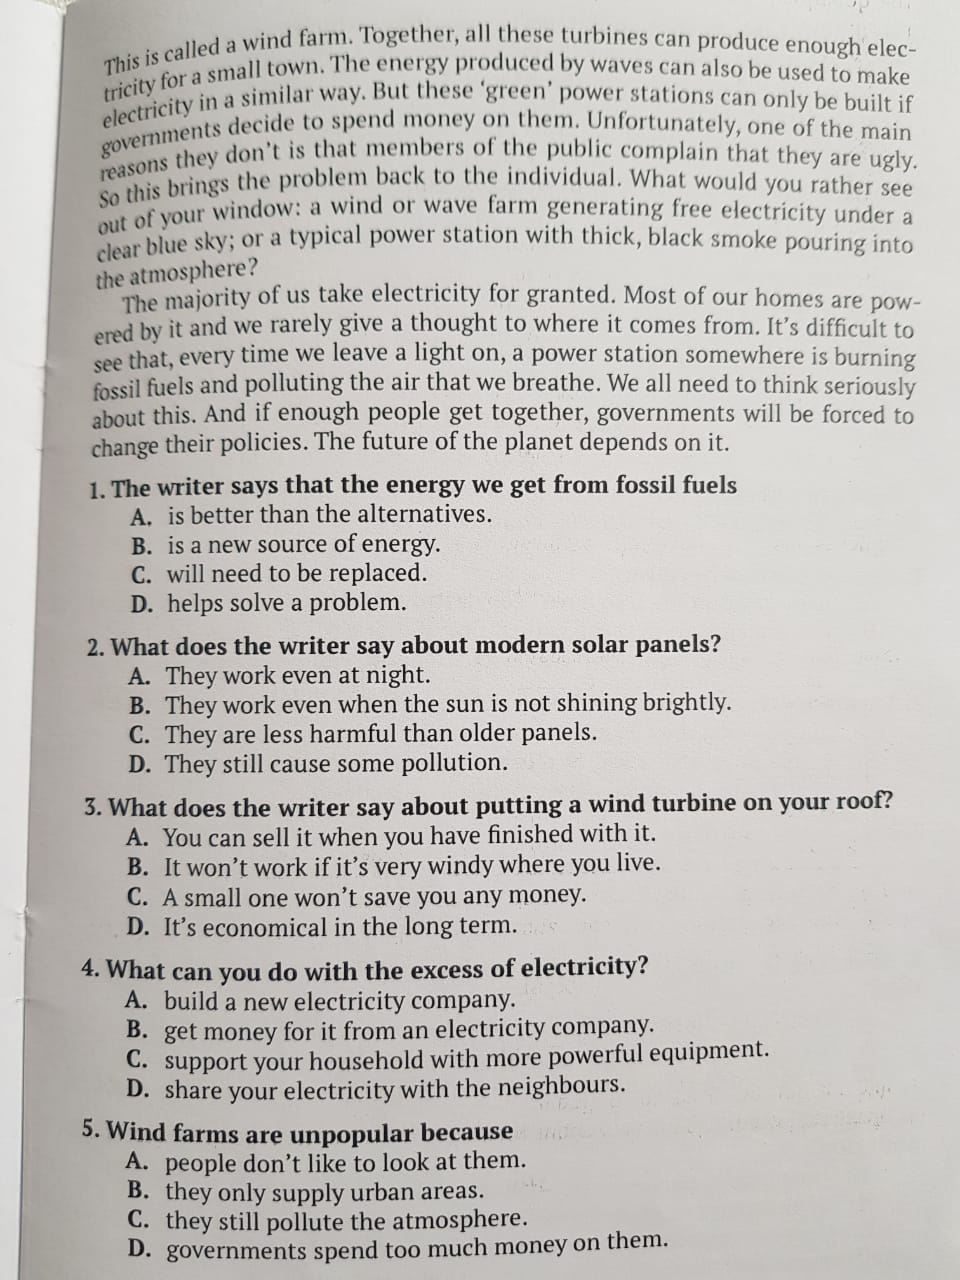 This is called a wind farm. Together, all these turbines can produce enough elec-
tricity for a small town. The energy produced by waves can also be used to make
electricity in a similar way. But these ‘green’ power stations can only be built if
governments decide to spend money on them. Unfortunately, one of the main
reasons they don’t is that members of the public complain that they are ugly.
So this brings the problem back to the individual. What would you rather see
out of your window: a wind or wave farm generating free electricity under a
clear blue sky; or a typical power station with thick, black smoke pouring into
the atmosphere?
The majority of us take electricity for granted. Most of our homes are pow-
ered by it and we rarely give a thought to where it comes from. It’s difficult to
see that, every time we leave a light on, a power station somewhere is burning
fossil fuels and polluting the air that we breathe. We all need to think seriously
about this. And if enough people get together, governments will be forced to
change their policies. The future of the planet depends on it.
1. The writer says that the energy we get from fossil fuels
A. is better than the alternatives.
B. is a new source of energy.
C. will need to be replaced.
D. helps solve a problem.
2. What does the writer say about modern solar panels?
A. They work even at night.
B. They work even when the sun is not shining brightly.
C. They are less harmful than older panels.
D. They still cause some pollution.
3. What does the writer say about putting a wind turbine on your roof?
A. You can sell it when you have finished with it.
B. It won’t work if it’s very windy where you live.
C. A small one won’t save you any money.
D. It’s economical in the long term.
4. What can you do with the excess of electricity?
A. build a new electricity company.
B. get money for it from an electricity company.
C. support your household with more powerful equipment.
D. share your electricity with the neighbours.
5. Wind farms are unpopular because
A. people don’t like to look at them.
B. they only supply urban areas.
C. they still pollute the atmosphere.
D. governments spend too much money on them.